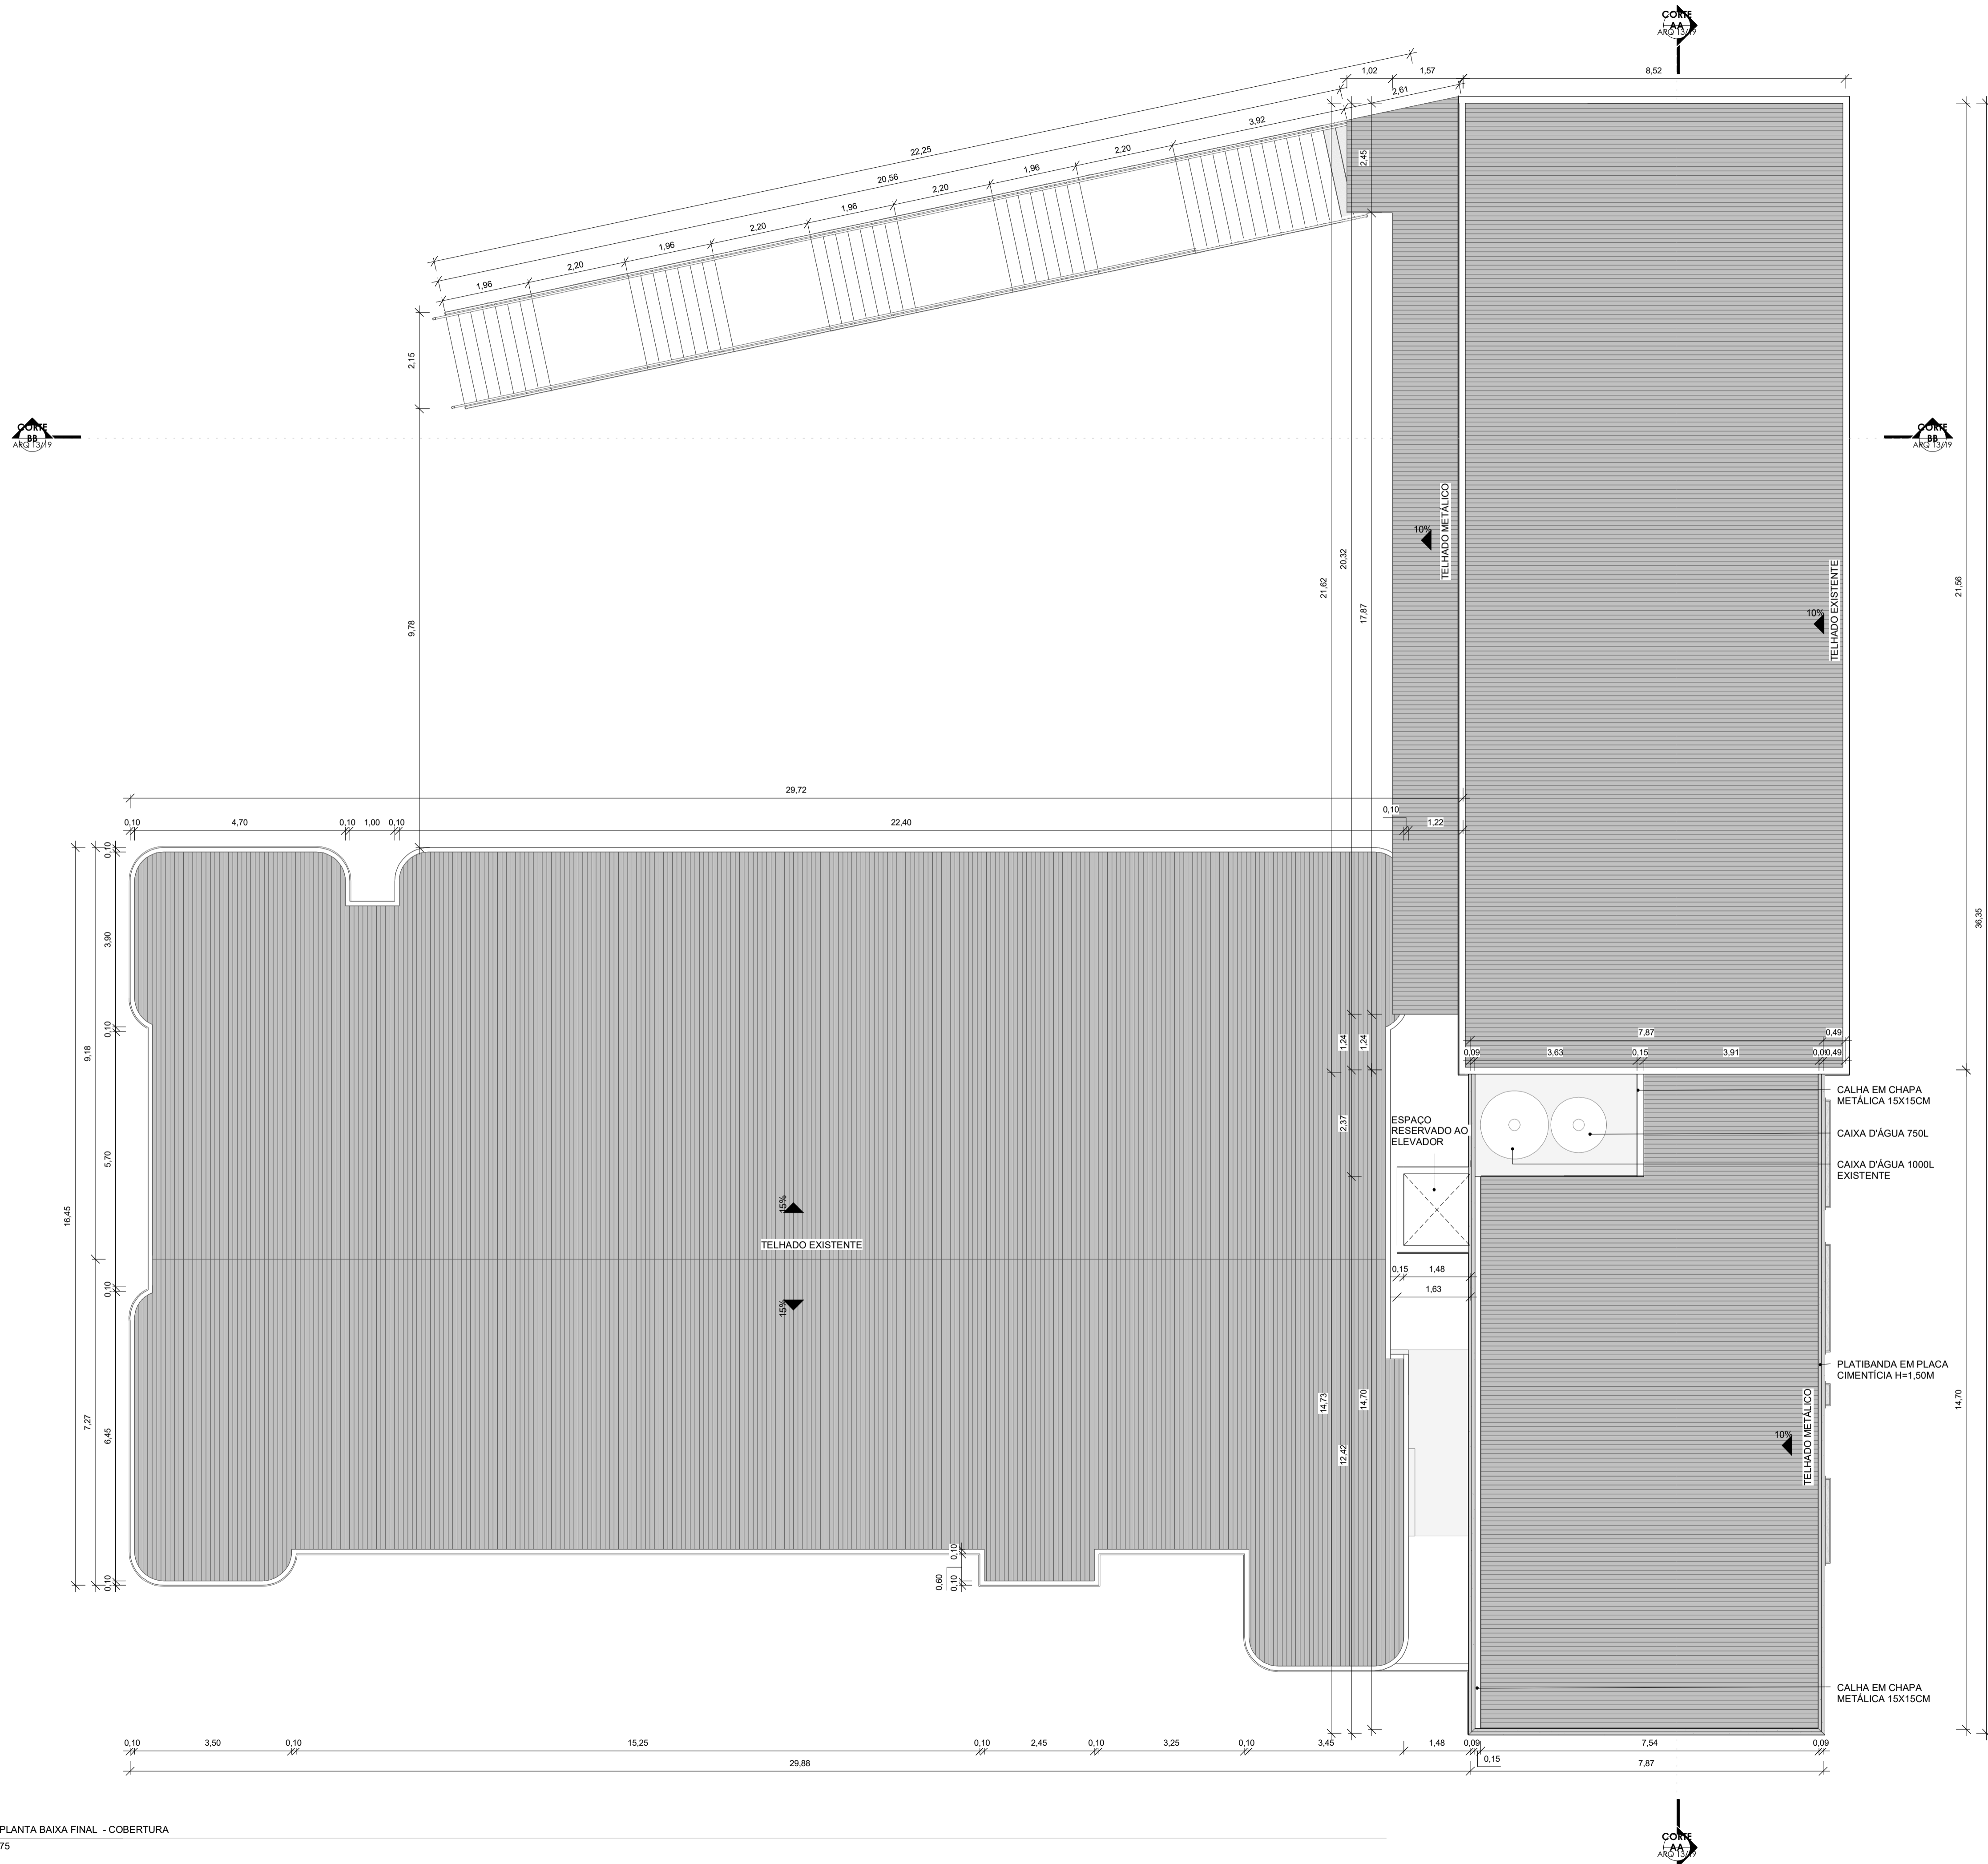 CORTE
AA
ARQ 13/19
1,02
1,57
8,52
2,61
3,92
22,25
20,56
2,20
1,96
2,20
1,96
2,20
1,96
2,20
1,96
2,45
2,15
CORTE
BB
ARQ 13/19
CORTE
BB
ARQ 13/19
10%
TELHADO METÁLICO
21,62
20,32
17,87
21,56
10%
TELHADO EXISTENTE
9,78
29,72
0,10
4,70
0,10
1,00
0,10
22,40
0,10
1,22
36,35
0,10
3,90
0,10
9,18
5,70
16,45
0,10
7,27
6,45
0,10
1,24
1,24
2,37
7,87
0,49
0,09
3,63
0,15
3,91
0,49
CALHA EM CHAPA
METÁLICA 15X15CM
ESPAÇO
RESERVADO AO
ELEVADOR
CAIXA D'ÁGUA 750L
CAIXA D'ÁGUA 1000L
EXISTENTE
15%
TELHADO EXISTENTE
15%
0,15
1,48
1,63
PLATIBANDA EM PLACA
CIMENTÍCIA H=1,50M
14,73
14,70
12,42
14,70
10%
TELHADO METÁLICO
0,10
0,60
0,10
CALHA EM CHAPA
METÁLICA 15X15CM
0,10
3,50
0,10
15,25
0,10
2,45
0,10
3,25
0,10
3,45
1,48
0,09
0,15
7,54
0,09
29,88
7,87
PLANTA BAIXA FINAL - COBERTURA
75
CORTE
AA
ARQ 13/19